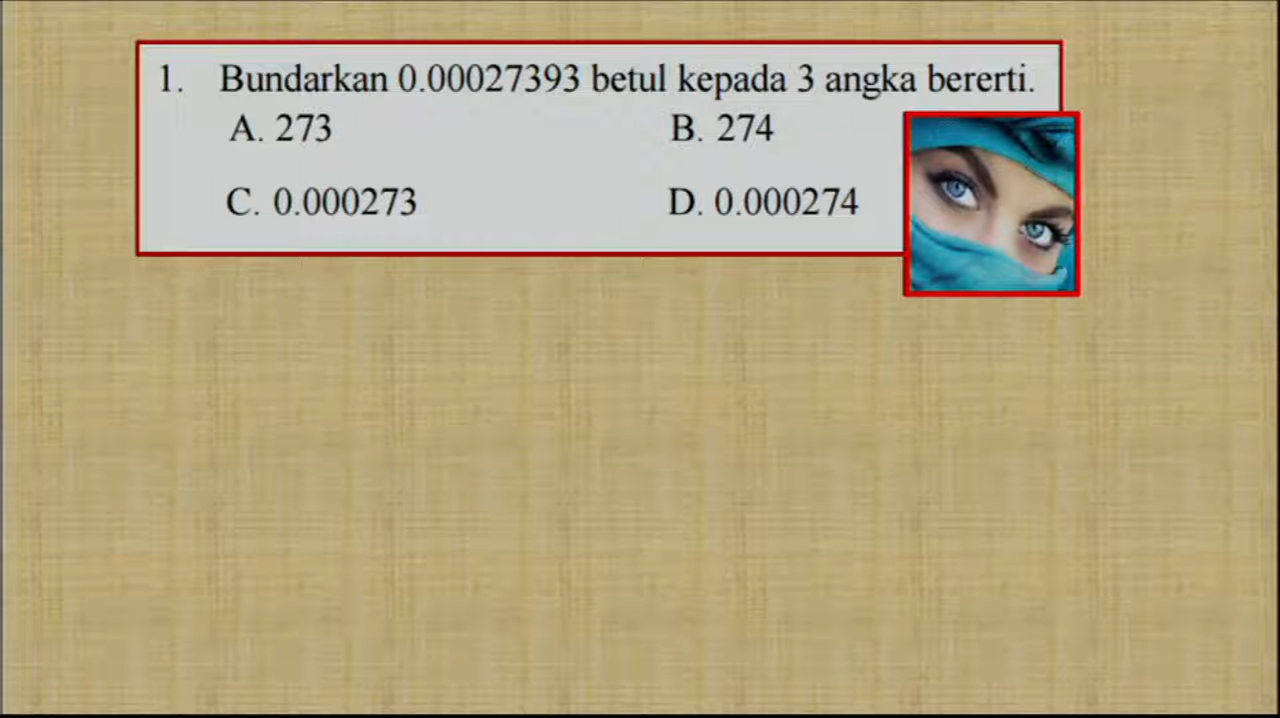 1. Bundarkan 0.00027393 betul kepada 3 angka bererti.
A. 273 B. 274
C. 0.000273 D. 0.000274